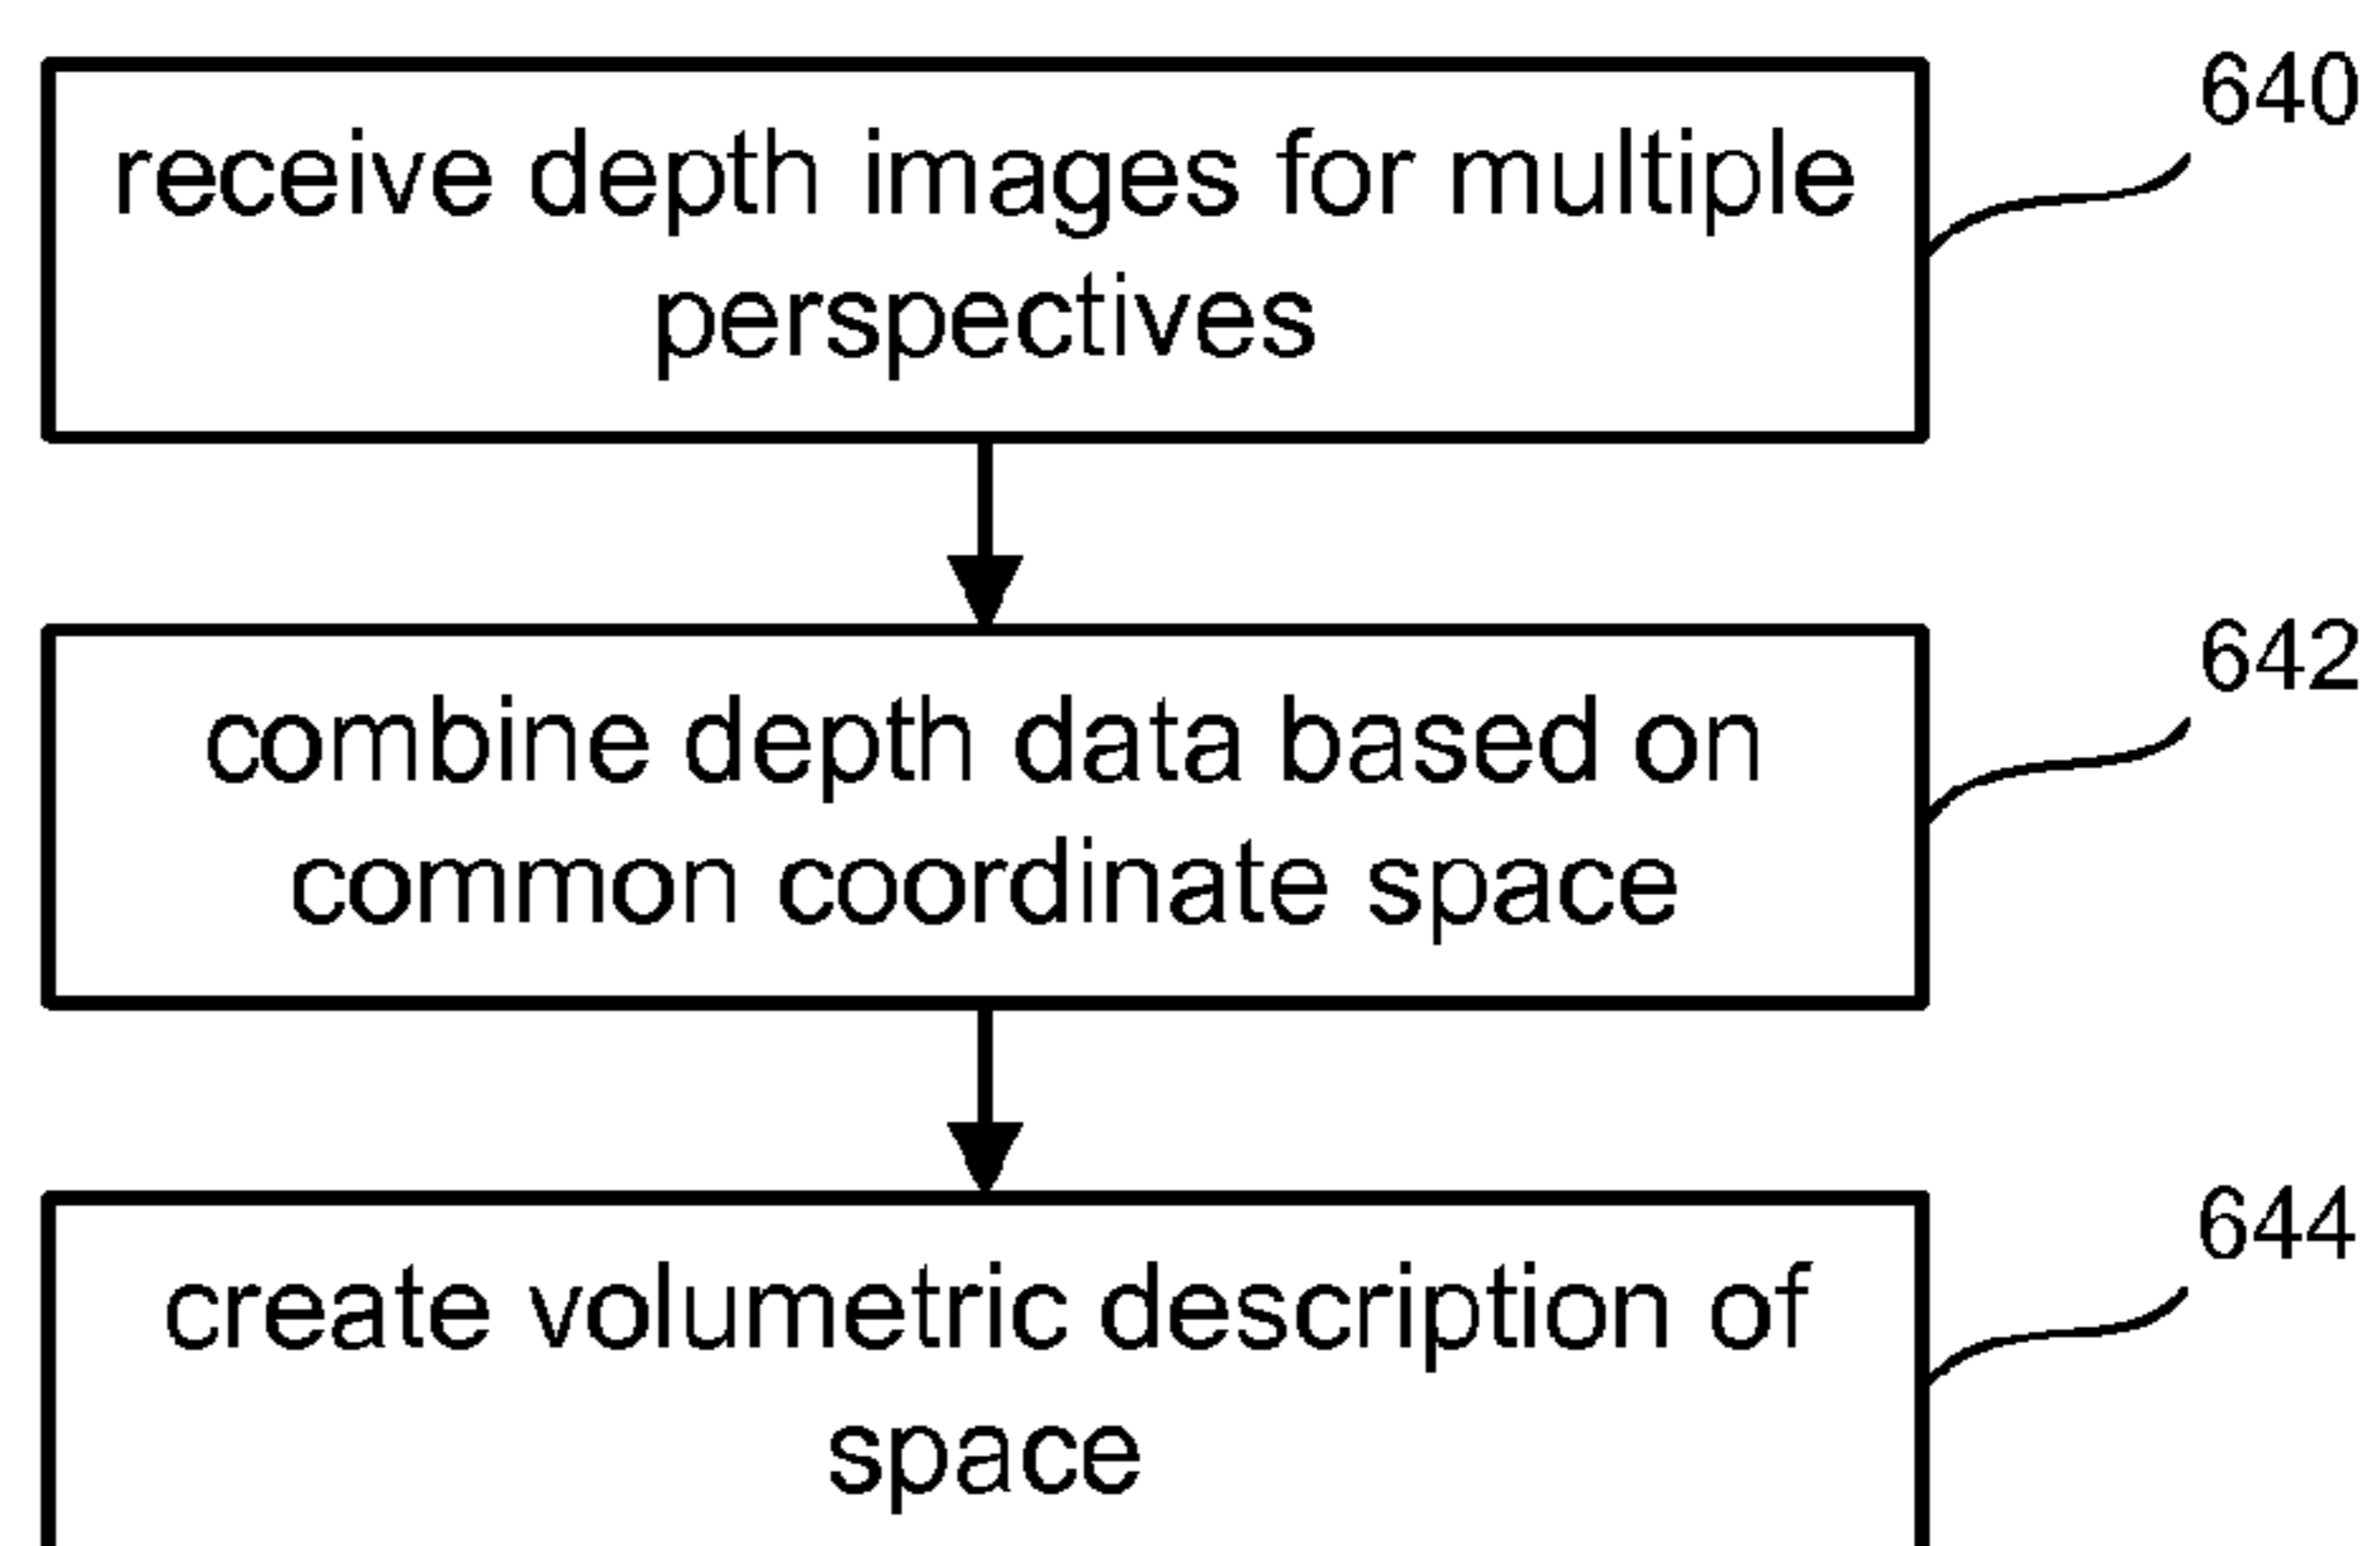 receive depth images for multiple
perspectives
640
combine depth data based on
common coordinate space
642
create volumetric description of
space
644